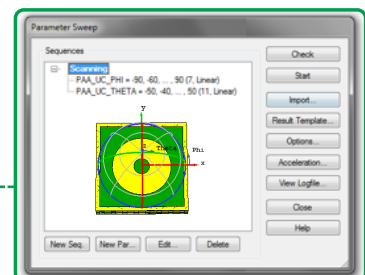 Parameter Sweep
Sequences
Scanning
PAA_UC_PHI = -90, -60, ... , 90 (7, Linear)
PAA_UC_THETA = -50, -40, ... , 50 (11, Linear)
y
z
Theta
Phi
x
New Seq.
New Par...
Edit...
Delete
Check
Start
Import...
Result Template...
Options...
Acceleration...
View Logfile...
Close
Help